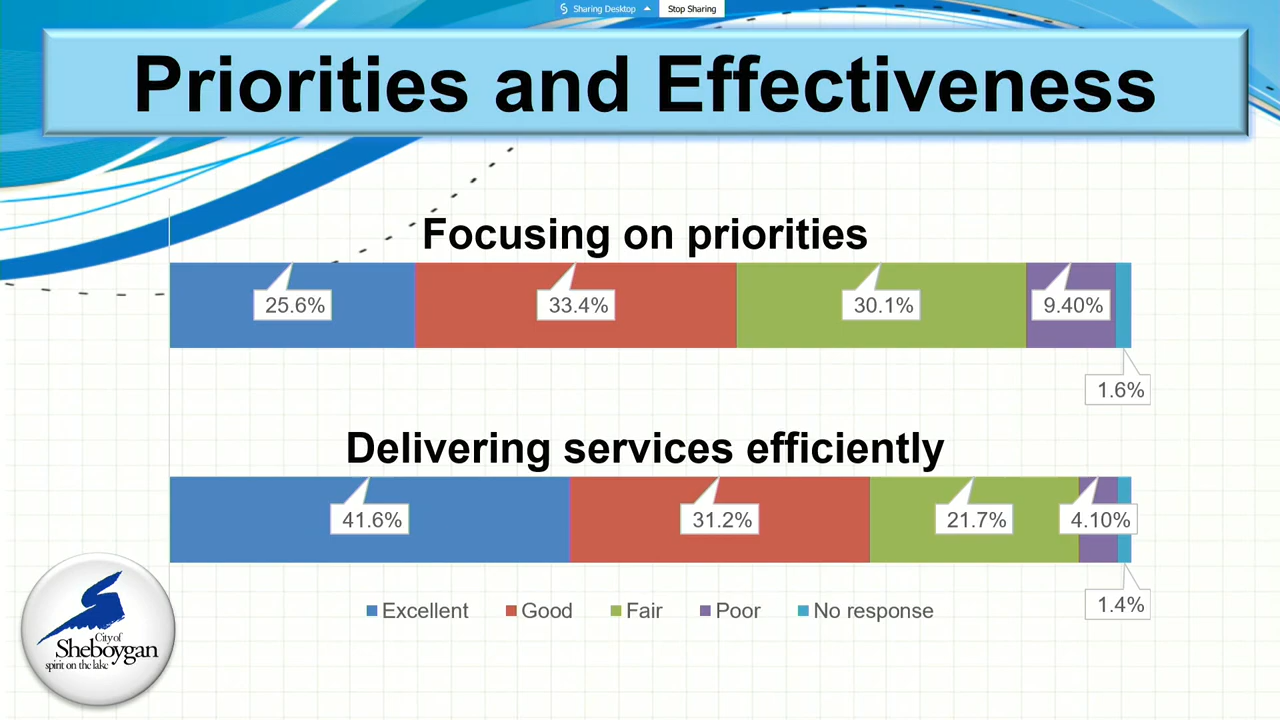 Sharing Desktop Stop Sharing
Priorities and Effectiveness
Focusing on priorities
25.6% 33.4% 30.1% 9.40%
1.6%
Delivering services efficiently
41.6% 31.2% 21.7% 4.10%
1.4%
Excellent Good Fair Poor No response
City of
Sheboygan
spirit on the lake